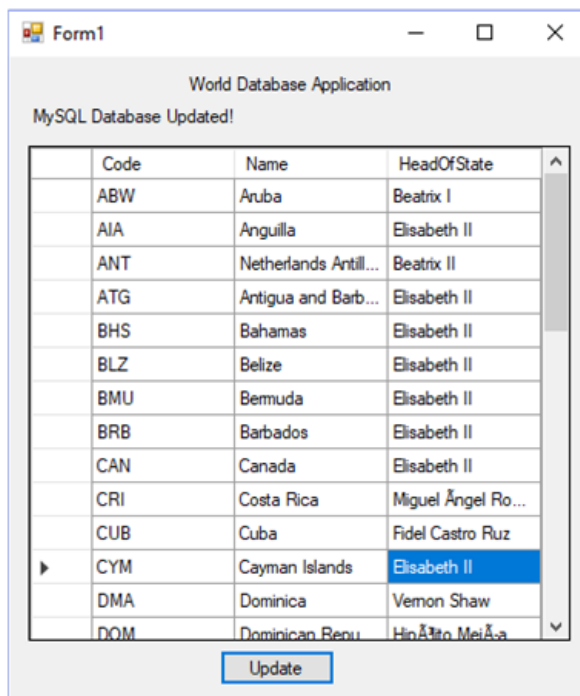 Form1
World Database Application
MySQL Database Updated!
Code Name HeadOfState
ABW Aruba Beatrix I
AIA Anguilla Elisabeth II
ANT Netherlands Antill... Beatrix II
ATG Antigua and Barb... Elisabeth II
BHS Bahamas Elisabeth II
BLZ Belize Elisabeth II
BMU Bermuda Elisabeth II
BRB Barbados Elisabeth II
CAN Canada Elisabeth II
CRI Costa Rica Miguel Ãngel Ro...
CUB Cuba Fidel Castro Ruz
CYM Cayman Islands Elisabeth II
DMA Dominica Vernon Shaw
DOM Dominican Repu
Update